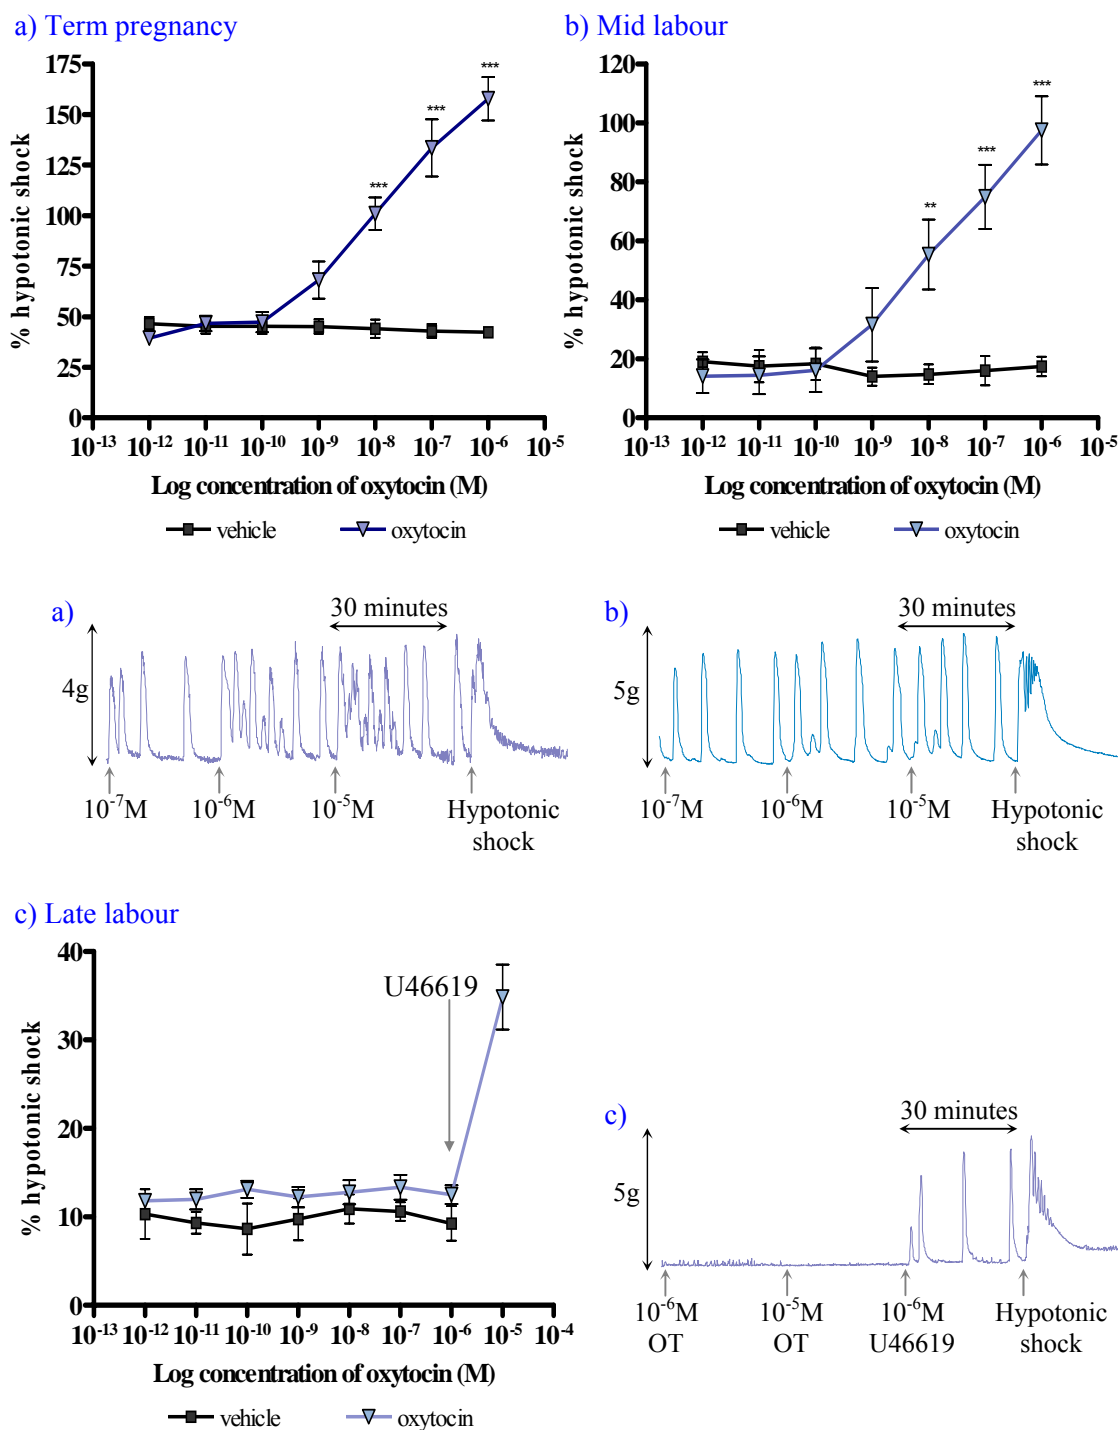 a) Term pregnancy
175
150
125
100
75
50
25
0
% hypotonic shock
***
***
***
10-13 10-12 10-11 10-10 10-9 10-8 10-7 10-6 10-5
Log concentration of oxytocin (M)
vehicle oxytocin
b) Mid labour
120
100
80
60
40
20
0
% hypotonic shock
**
***
***
10-13 10-12 10-11 10-10 10-9 10-8 10-7 10-6 10-5
Log concentration of oxytocin (M)
vehicle oxytocin
a)
30 minutes
4g
10-7M 10-6M 10-5M Hypotonic
shock
b)
30 minutes
5g
10-7M 10-6M 10-5M Hypotonic
shock
c) Late labour
40
30
20
10
0
% hypotonic shock
U46619
10-13 10-12 10-11 10-10 10-9 10-8 10-7 10-6 10-5 10-4
Log concentration of oxytocin (M)
vehicle oxytocin
c)
30 minutes
5g
10-6M 10-5M 10-6M Hypotonic
OT OT U46619 shock